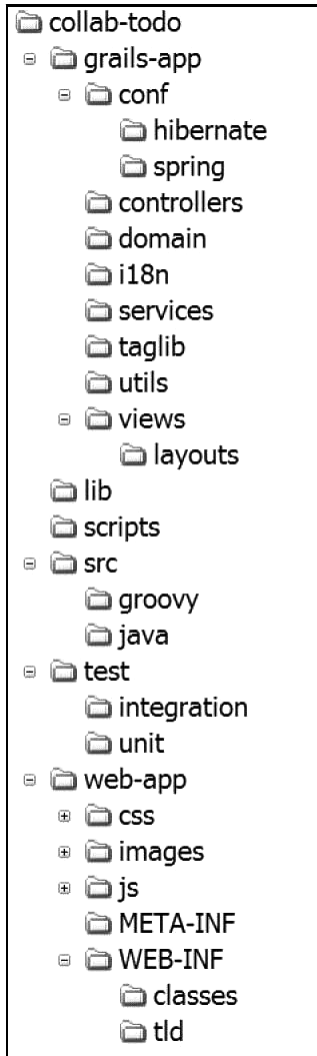 collab-todo
grails-app
conf
hibernate
spring
controllers
domain
i18n
services
taglib
utils
views
layouts
lib
scripts
src
groovy
java
test
integration
unit
web-app
css
images
js
META-INF
WEB-INF
classes
tld